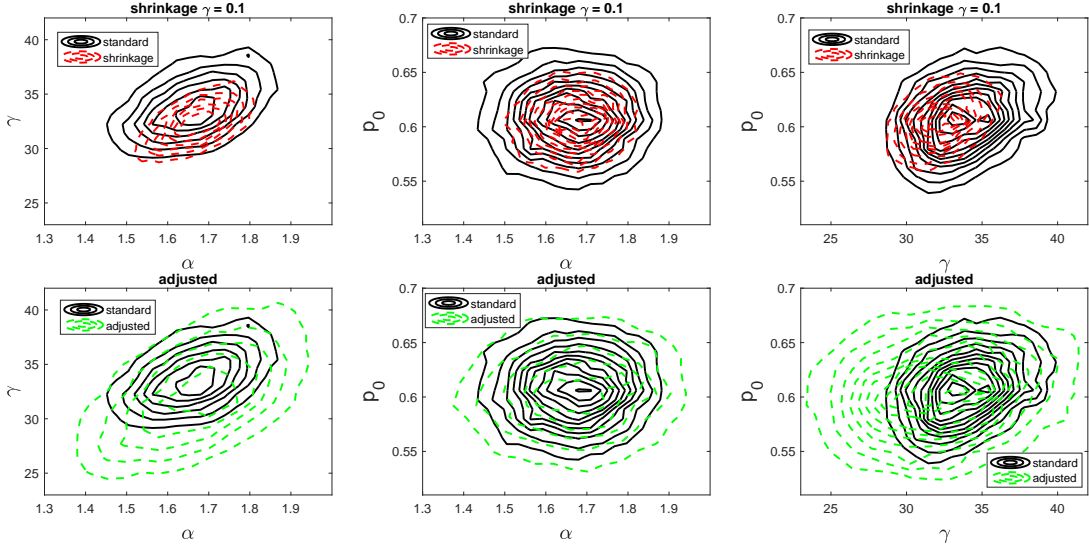 shrinkage γ = 0.1
standard
shrinkage
40
35
30
25
γ
1.3 1.4 1.5 1.6 1.7 1.8 1.9
α
shrinkage γ = 0.1
standard
shrinkage
0.7
0.65
0.6
0.55
p0
1.3 1.4 1.5 1.6 1.7 1.8 1.9
α
shrinkage γ = 0.1
standard
shrinkage
0.7
0.65
0.6
0.55
p0
25 30 35 40
γ
adjusted
standard
adjusted
40
35
30
25
γ
1.3 1.4 1.5 1.6 1.7 1.8 1.9
α
adjusted
standard
adjusted
0.7
0.65
0.6
0.55
p0
1.3 1.4 1.5 1.6 1.7 1.8 1.9
α
adjusted
0.7
0.65
0.6
0.55
p0
standard
adjusted
25 30 35 40
γ